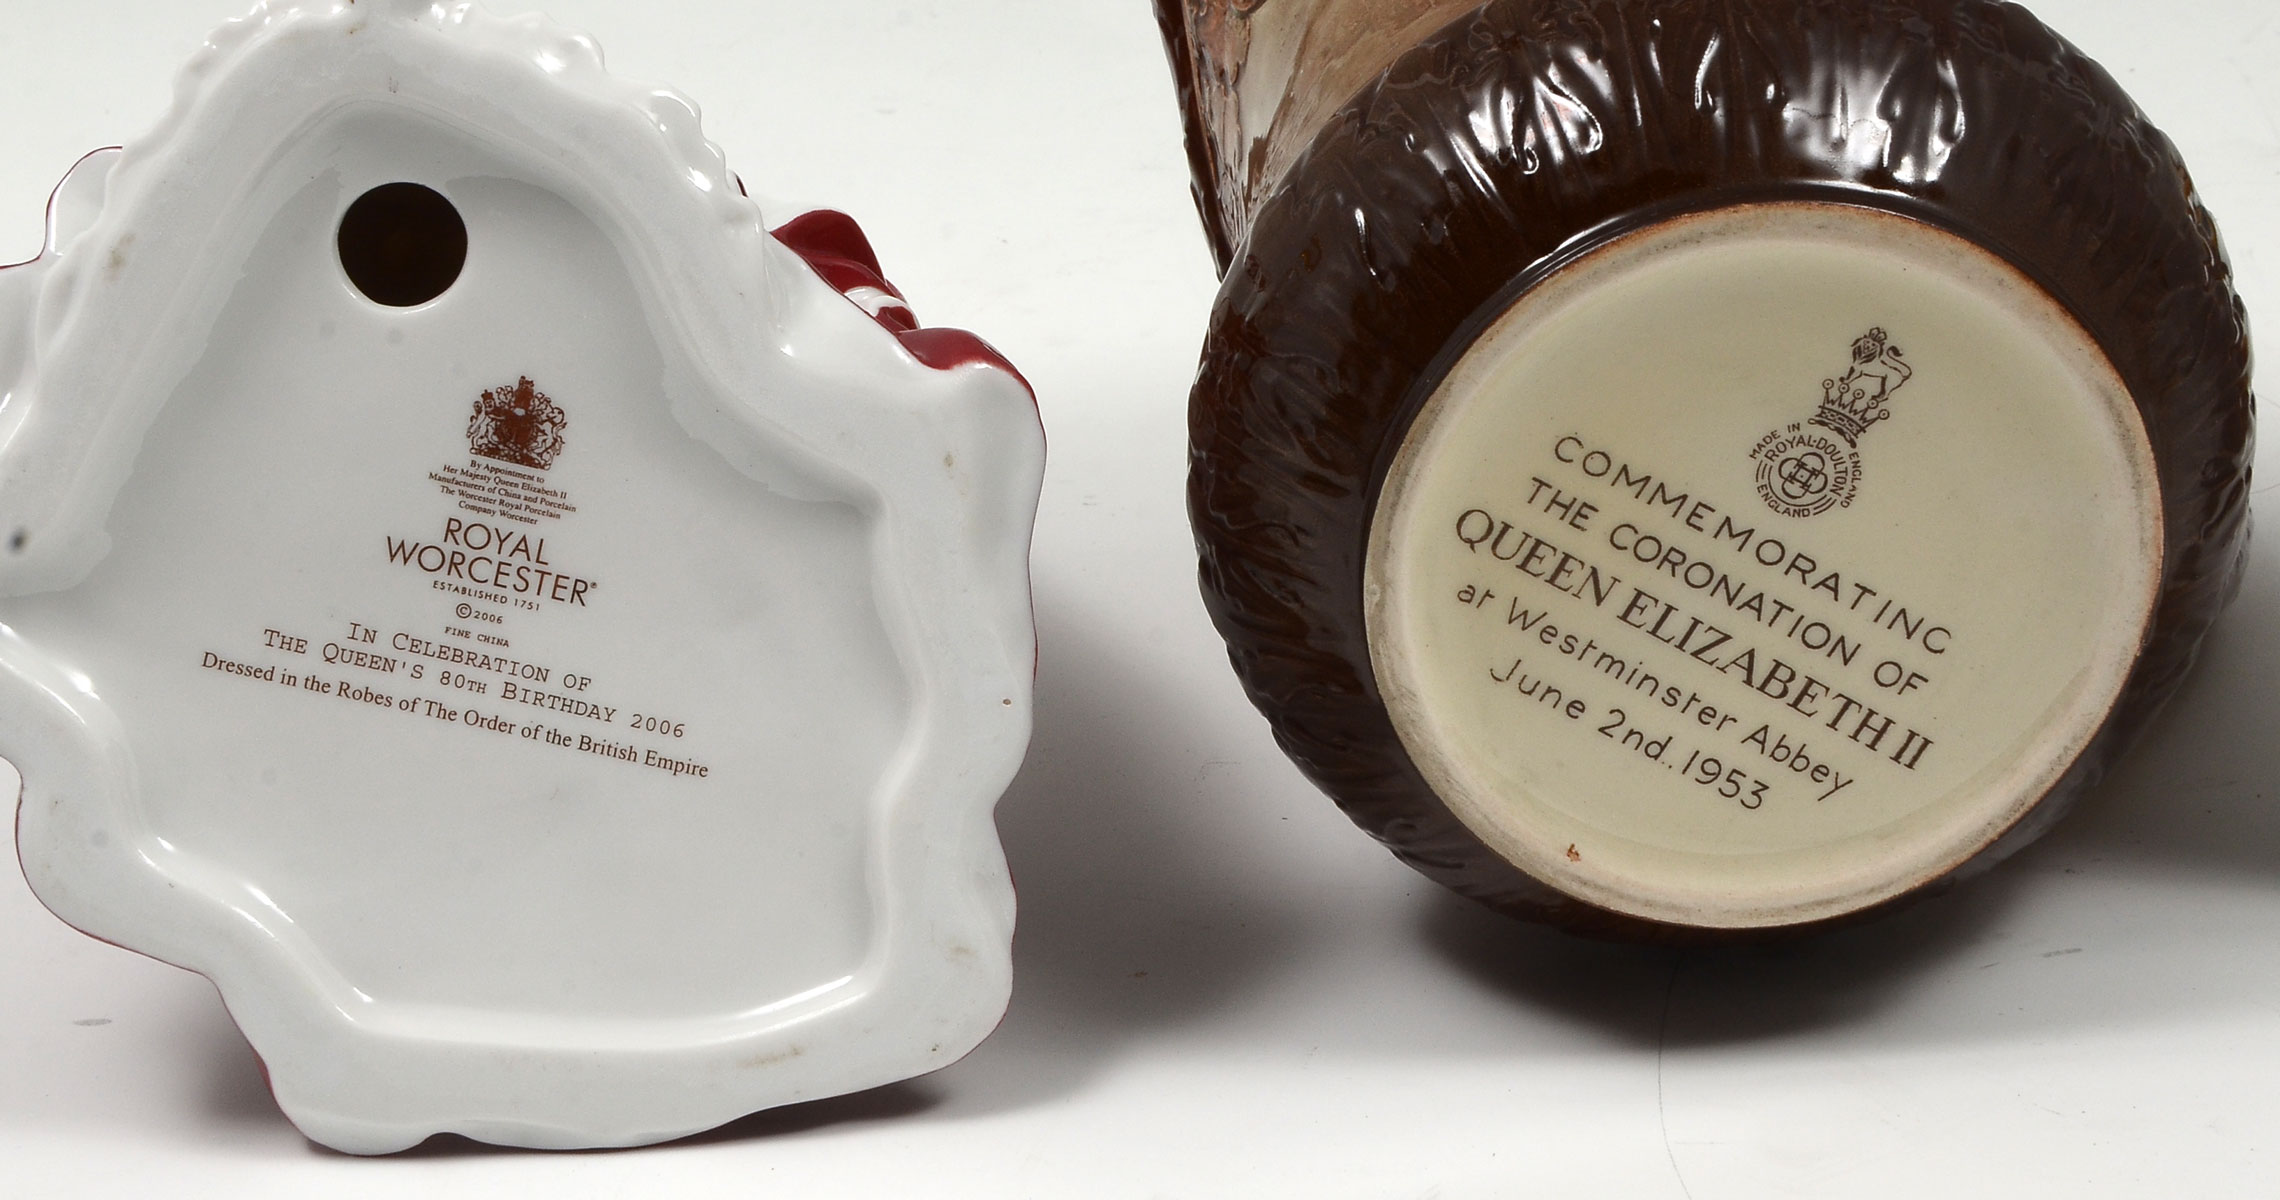 By Appointment to
Her Majesty Queen Elizabeth II
Manufacturers of China and Porcelain
The Worcester Royal Porcelain
Company Worcester
ROYAL
WORCESTER®
ESTABLISHED 1751
©2006
FINE CHINA
IN CELEBRATION OF
THE QUEEN'S 80TH BIRTHDAY 2006
Dressed in the Robes of The Order of the British Empire
MADE IN ENGLAND
ROYAL·DOULTON
ENGLAND
COMMEMORATING
THE CORONATION OF
QUEEN ELIZABETH II
at Westminster Abbey
June 2nd..1953